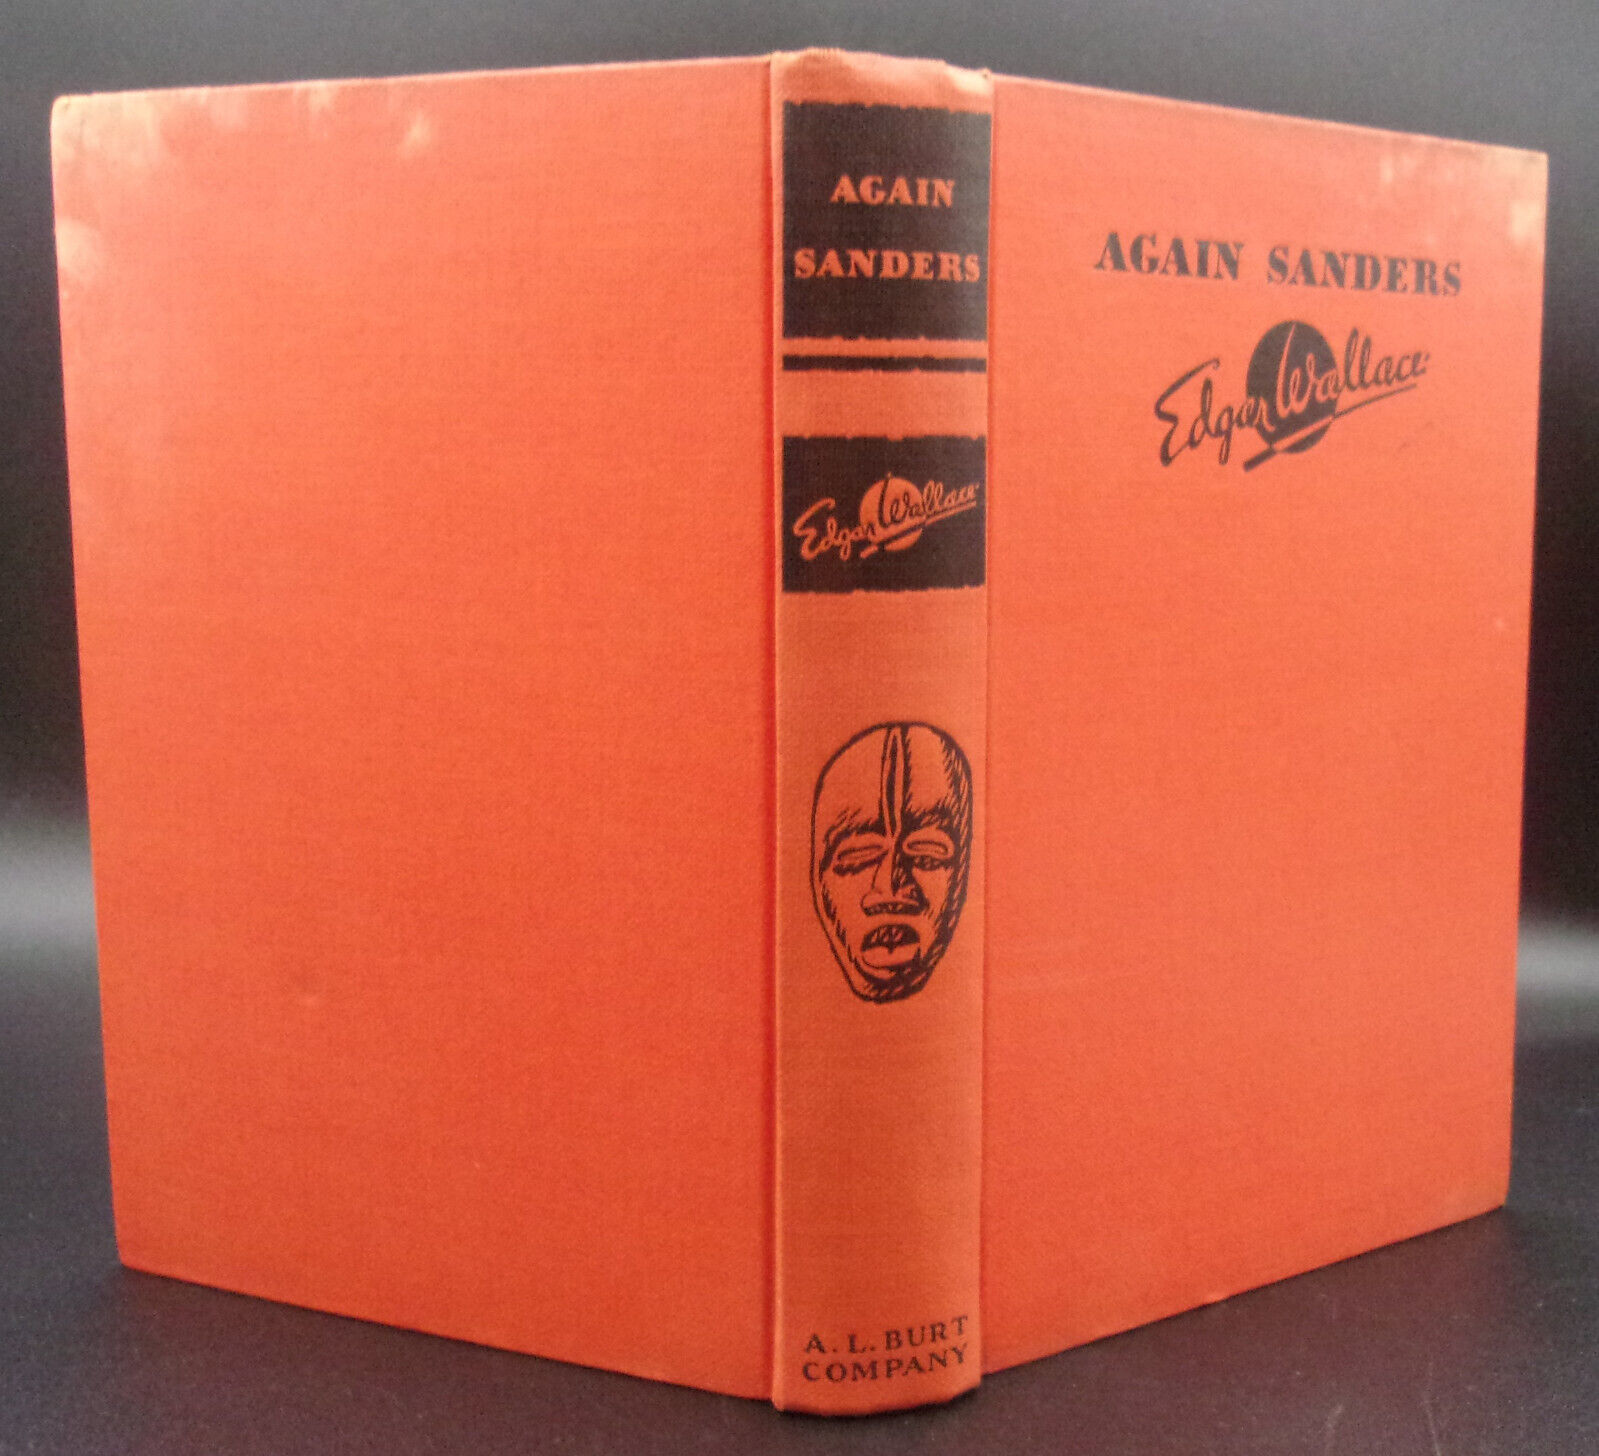 AGAIN
SANDERS
Edgar Wallace
A. L. BURT
COMPANY
AGAIN SANDERS
Edgar Wallace